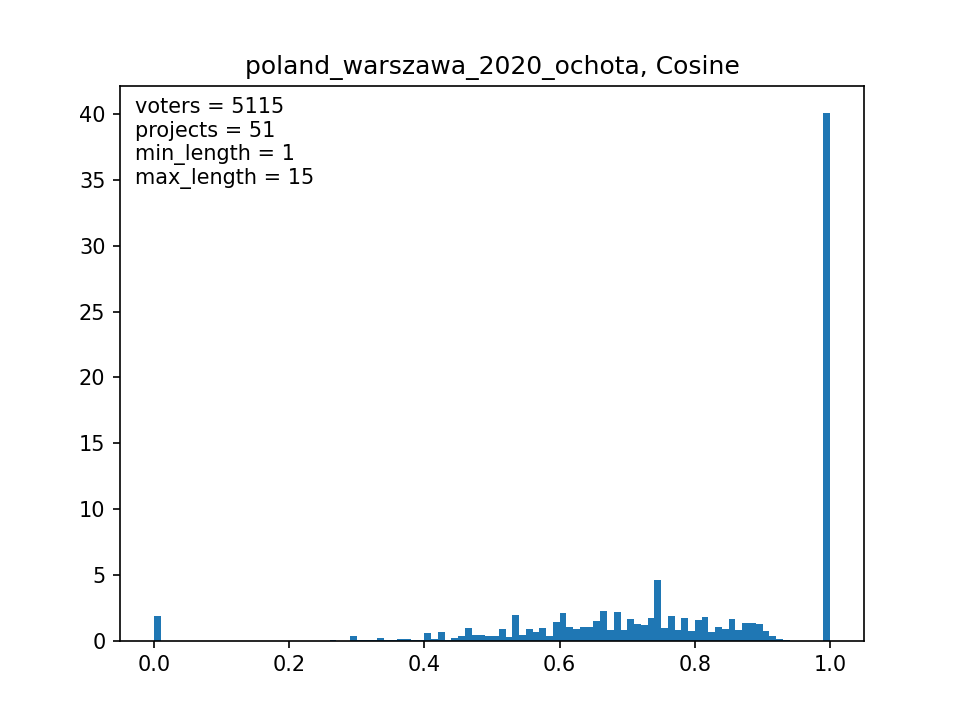 poland_warszawa_2020_ochota, Cosine
voters = 5115
projects = 51
min_length = 1
max_length = 15
40
35
30
25
20
15
10
5
0
0.0 0.2 0.4 0.6 0.8 1.0